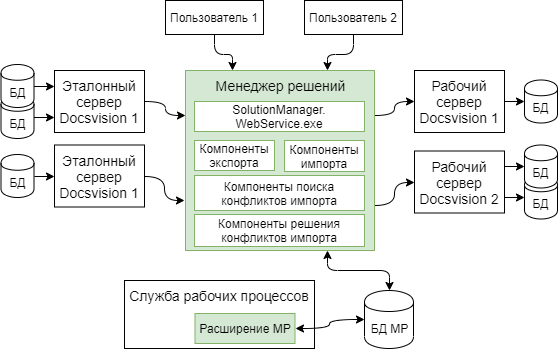 Пользователь 1
Пользователь 2
БД
БД
Эталонный
сервер
Docsvision 1
Менеджер решений
SolutionManager.
WebService.exe
Рабочий
сервер
Docsvision 1
БД
Компоненты
экспорта
Компоненты
импорта
БД
Эталонный
сервер
Docsvision 1
Компоненты поиска
конфликтов импорта
Рабочий
сервер
Docsvision 2
БД
БД
Компоненты решения
конфликтов импорта
Служба рабочих процессов
Расширение МР
БД МР